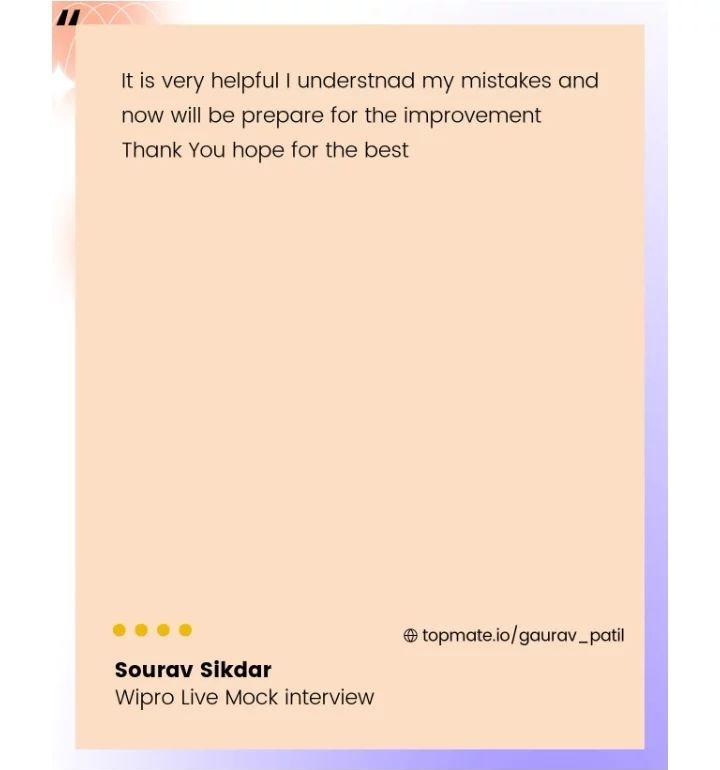 "
It is very helpful I understnad my mistakes and
now will be prepare for the improvement
Thank You hope for the best
topmate.io/gaurav_patil
Sourav Sikdar
Wipro Live Mock interview